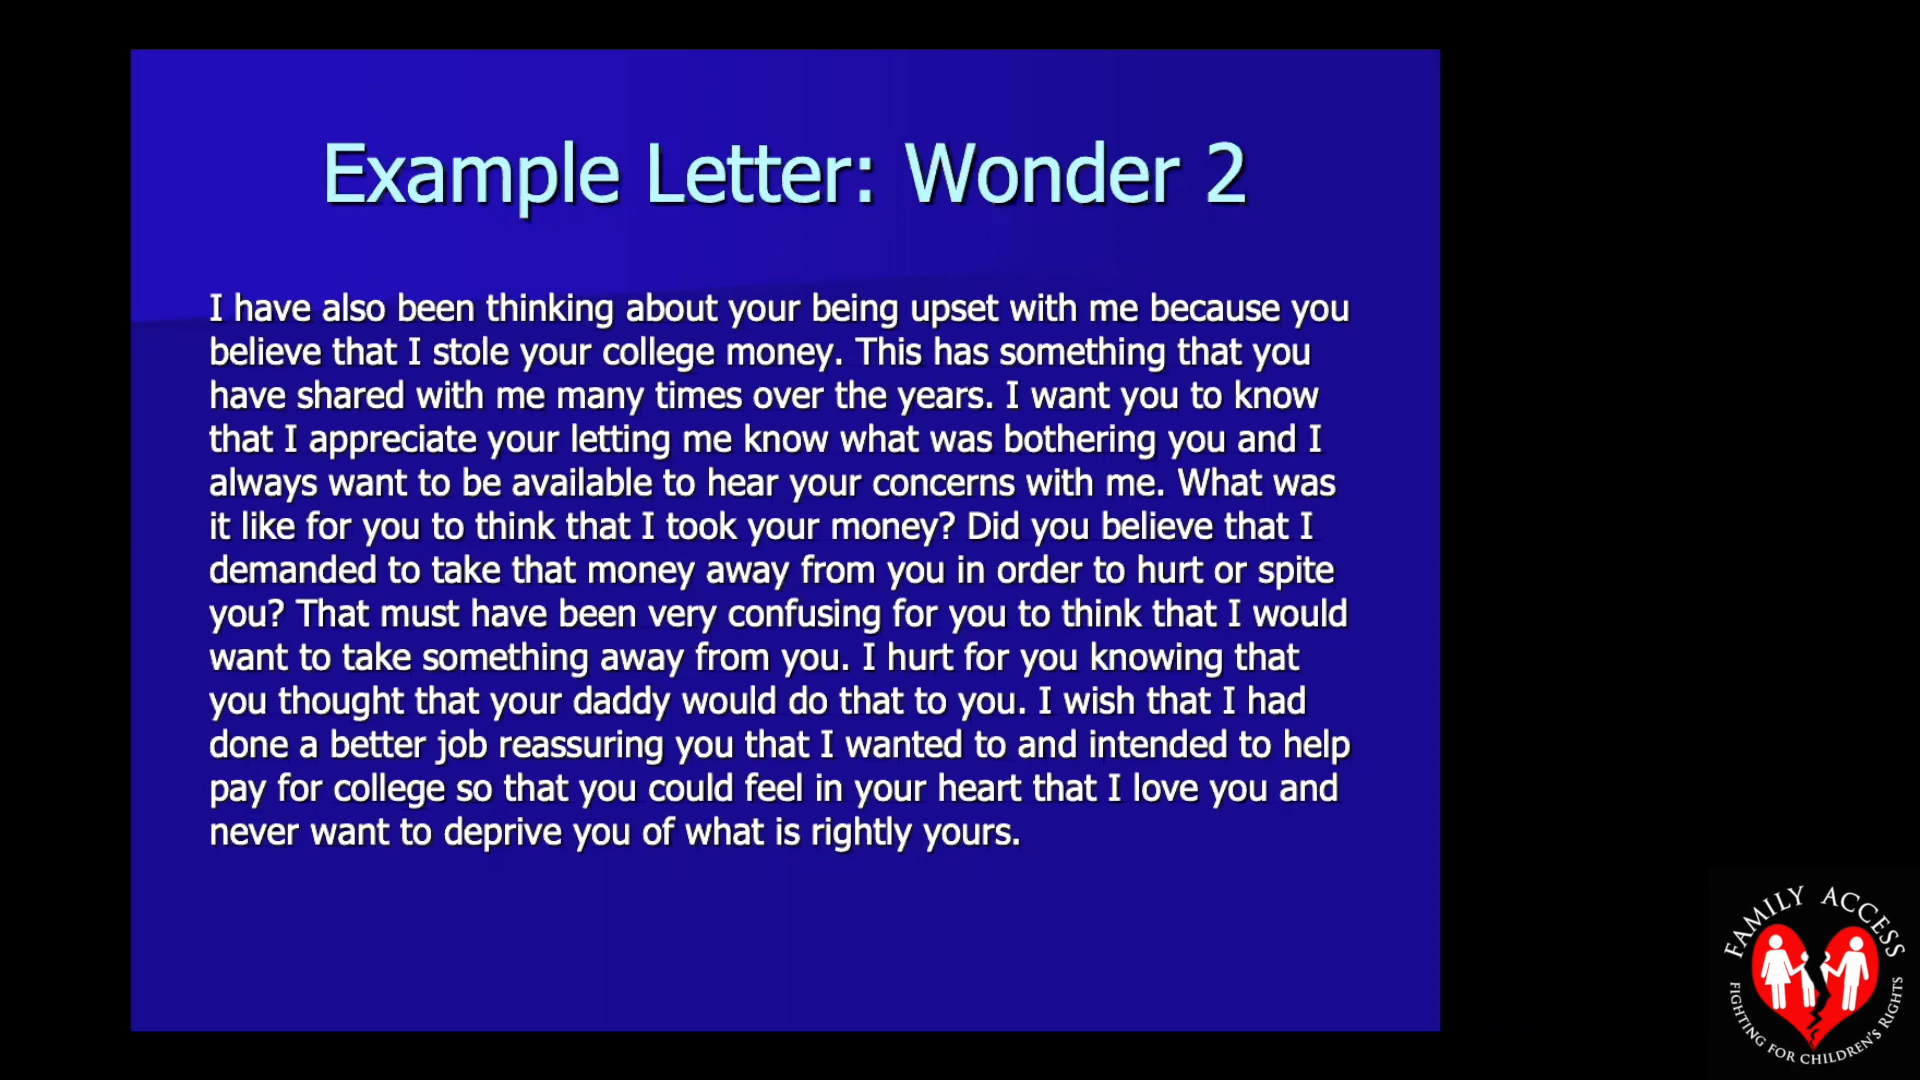 Example Letter: Wonder 2
I have also been thinking about your being upset with me because you
believe that I stole your college money. This has something that you
have shared with me many times over the years. I want you to know
that I appreciate your letting me know what was bothering you and I
always want to be available to hear your concerns with me. What was
it like for you to think that I took your money? Did you believe that I
demanded to take that money away from you in order to hurt or spite
you? That must have been very confusing for you to think that I would
want to take something away from you. I hurt for you knowing that
you thought that your daddy would do that to you. I wish that I had
done a better job reassuring you that I wanted to and intended to help
pay for college so that you could feel in your heart that I love you and
never want to deprive you of what is rightly yours.
FAMILY ACCESS
FIGHTING FOR CHILDREN'S RIGHTS